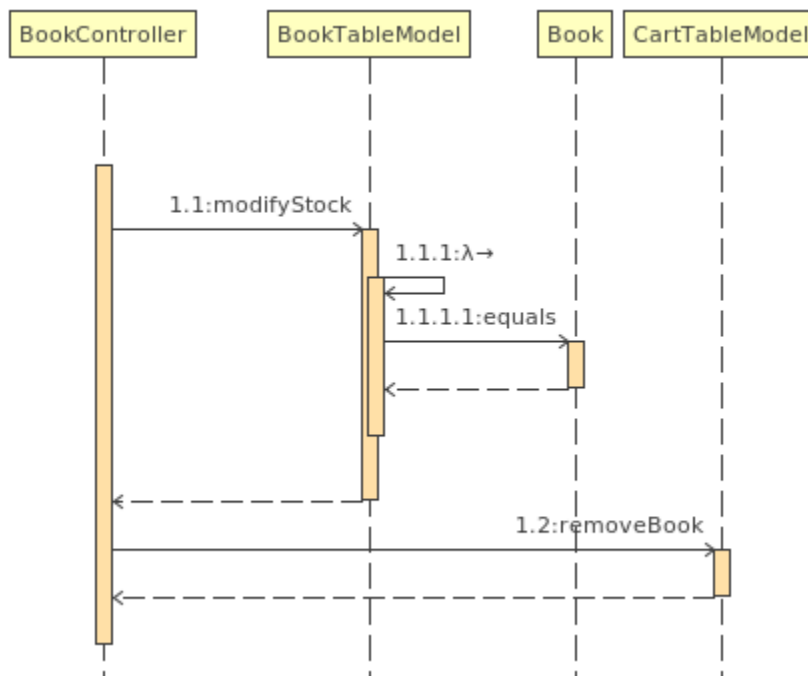 BookController
BookTableModel
Book
CartTableModel
1.1:modifyStock
1.1.1:λ→
1.1.1.1:equals
1.2:removeBook